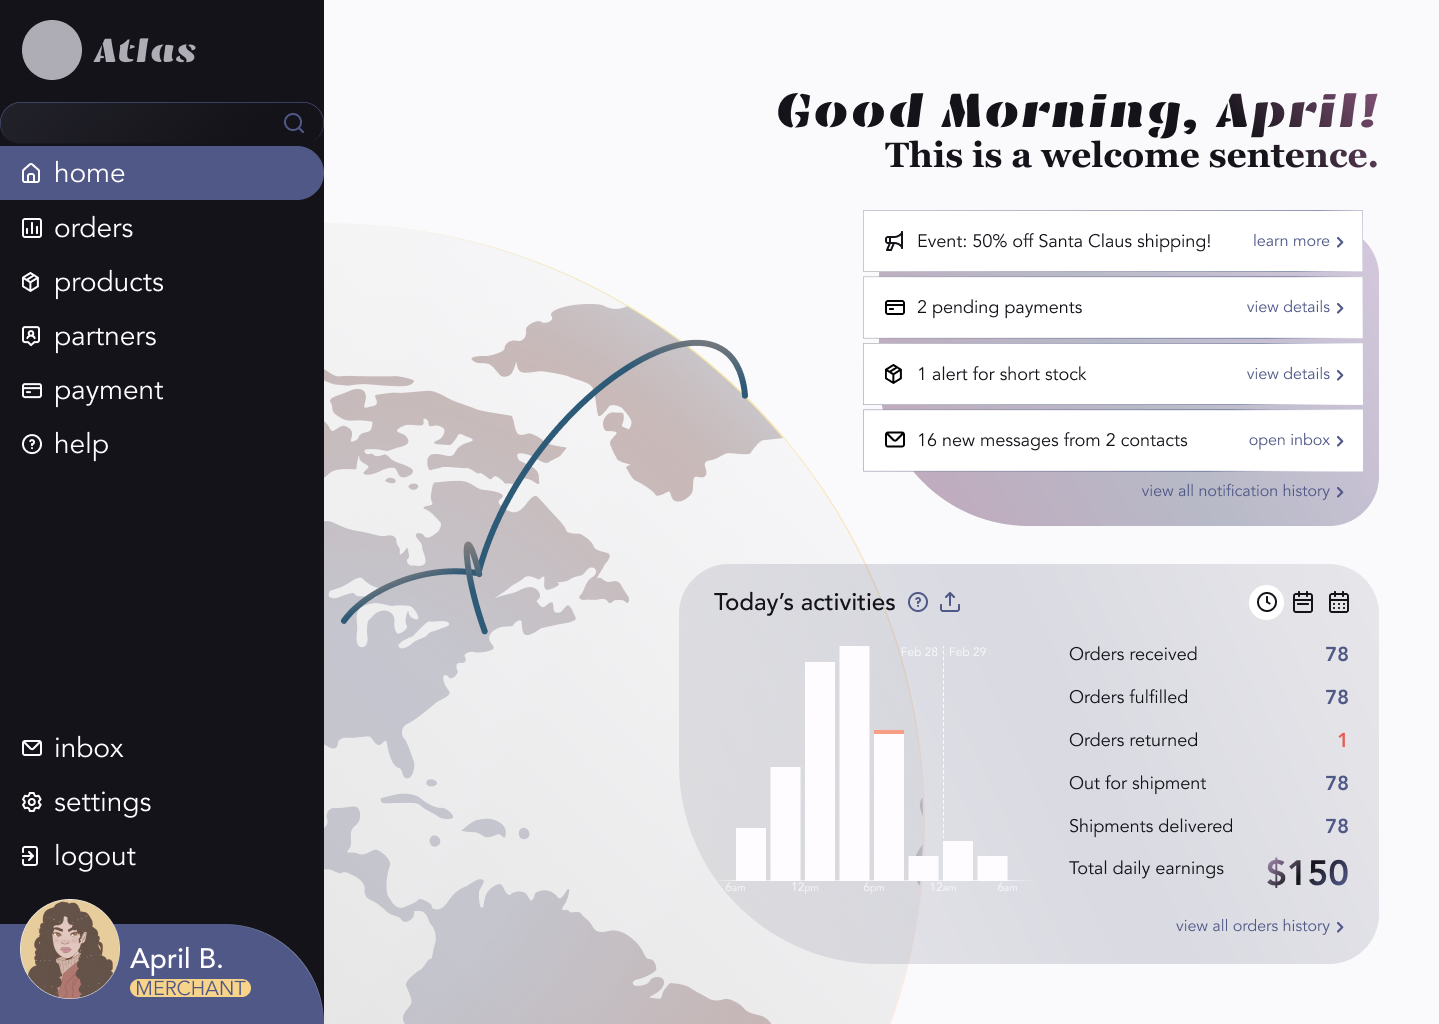 Atlas
home
orders
products
partners
payment
help
inbox
settings
logout
April B.
MERCHANT
Good Morning, April!
This is a welcome sentence.
Event: 50% off Santa Claus shipping! learn more
2 pending payments view details
1 alert for short stock view details
16 new messages from 2 contacts open inbox
view all notification history
Today's activities
Feb 28 Feb 29
6am 12pm 6pm 12am 6am
Orders received 78
Orders fulfilled 78
Orders returned 1
Out for shipment 78
Shipments delivered 78
Total daily earnings $150
view all orders history